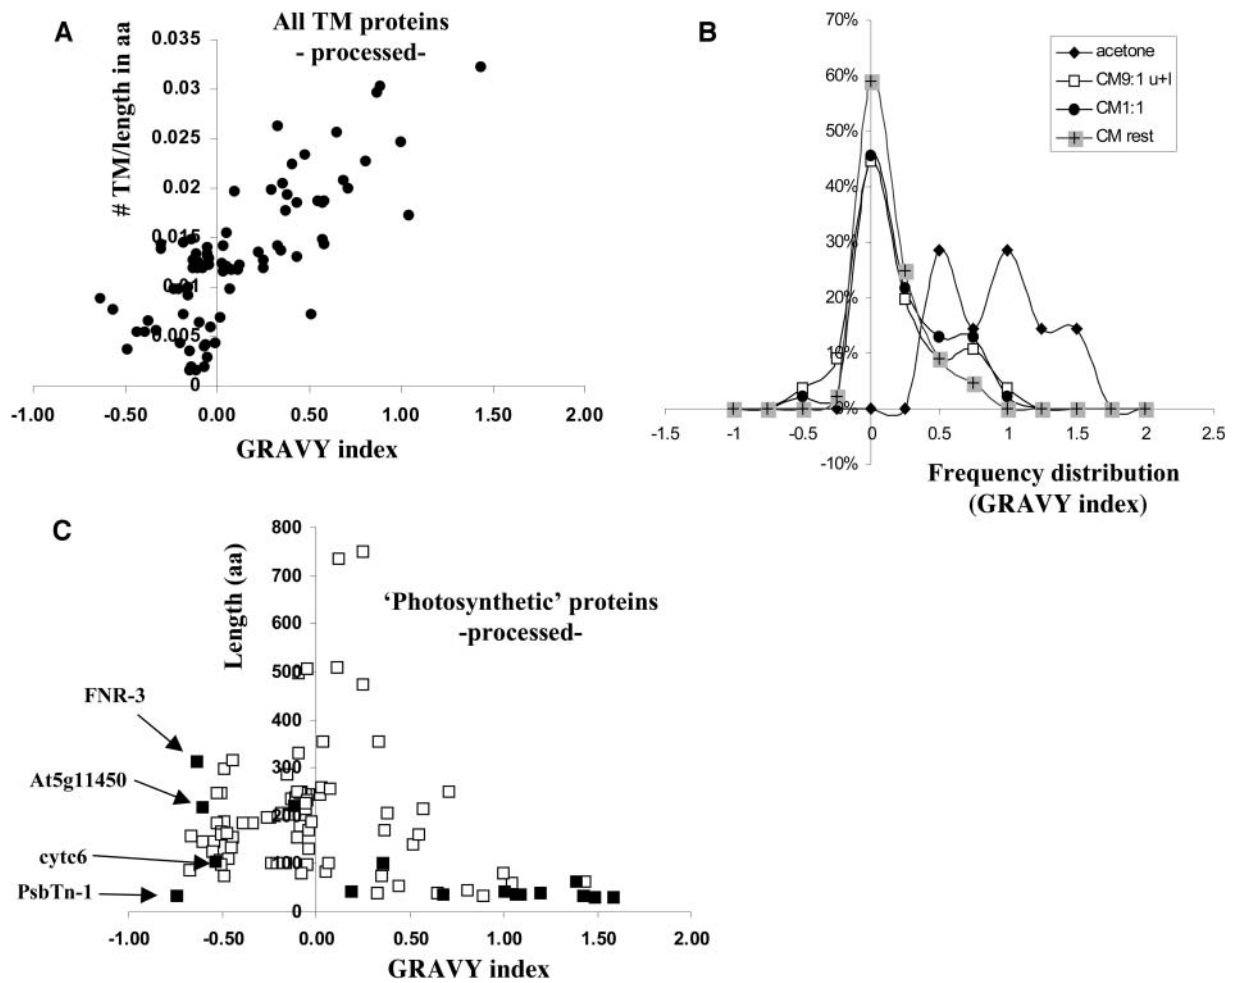 A
All TM proteins
- processed-
# TM/length in aa
0.035
0.03
0.025
0.02
0.015
0.01
0.005
0
-1.00 -0.50 0.00 0.50 1.00 1.50 2.00
GRAVY index
B
70%
60%
50%
40%
30%
20%
10%
0%
-10%
acetone
CM9:1 u+l
CM1:1
CM rest
-1.5 -1 -0.5 0 0.5 1 1.5 2 2.5
Frequency distribution
(GRAVY index)
C
Length (aa)
800
700
600
500
400
300
200
100
0
‘Photosynthetic’ proteins
-processed-
FNR-3
At5g11450
cytc6
PsbTn-1
-1.00 -0.50 0.00 0.50 1.00 1.50 2.00
GRAVY index